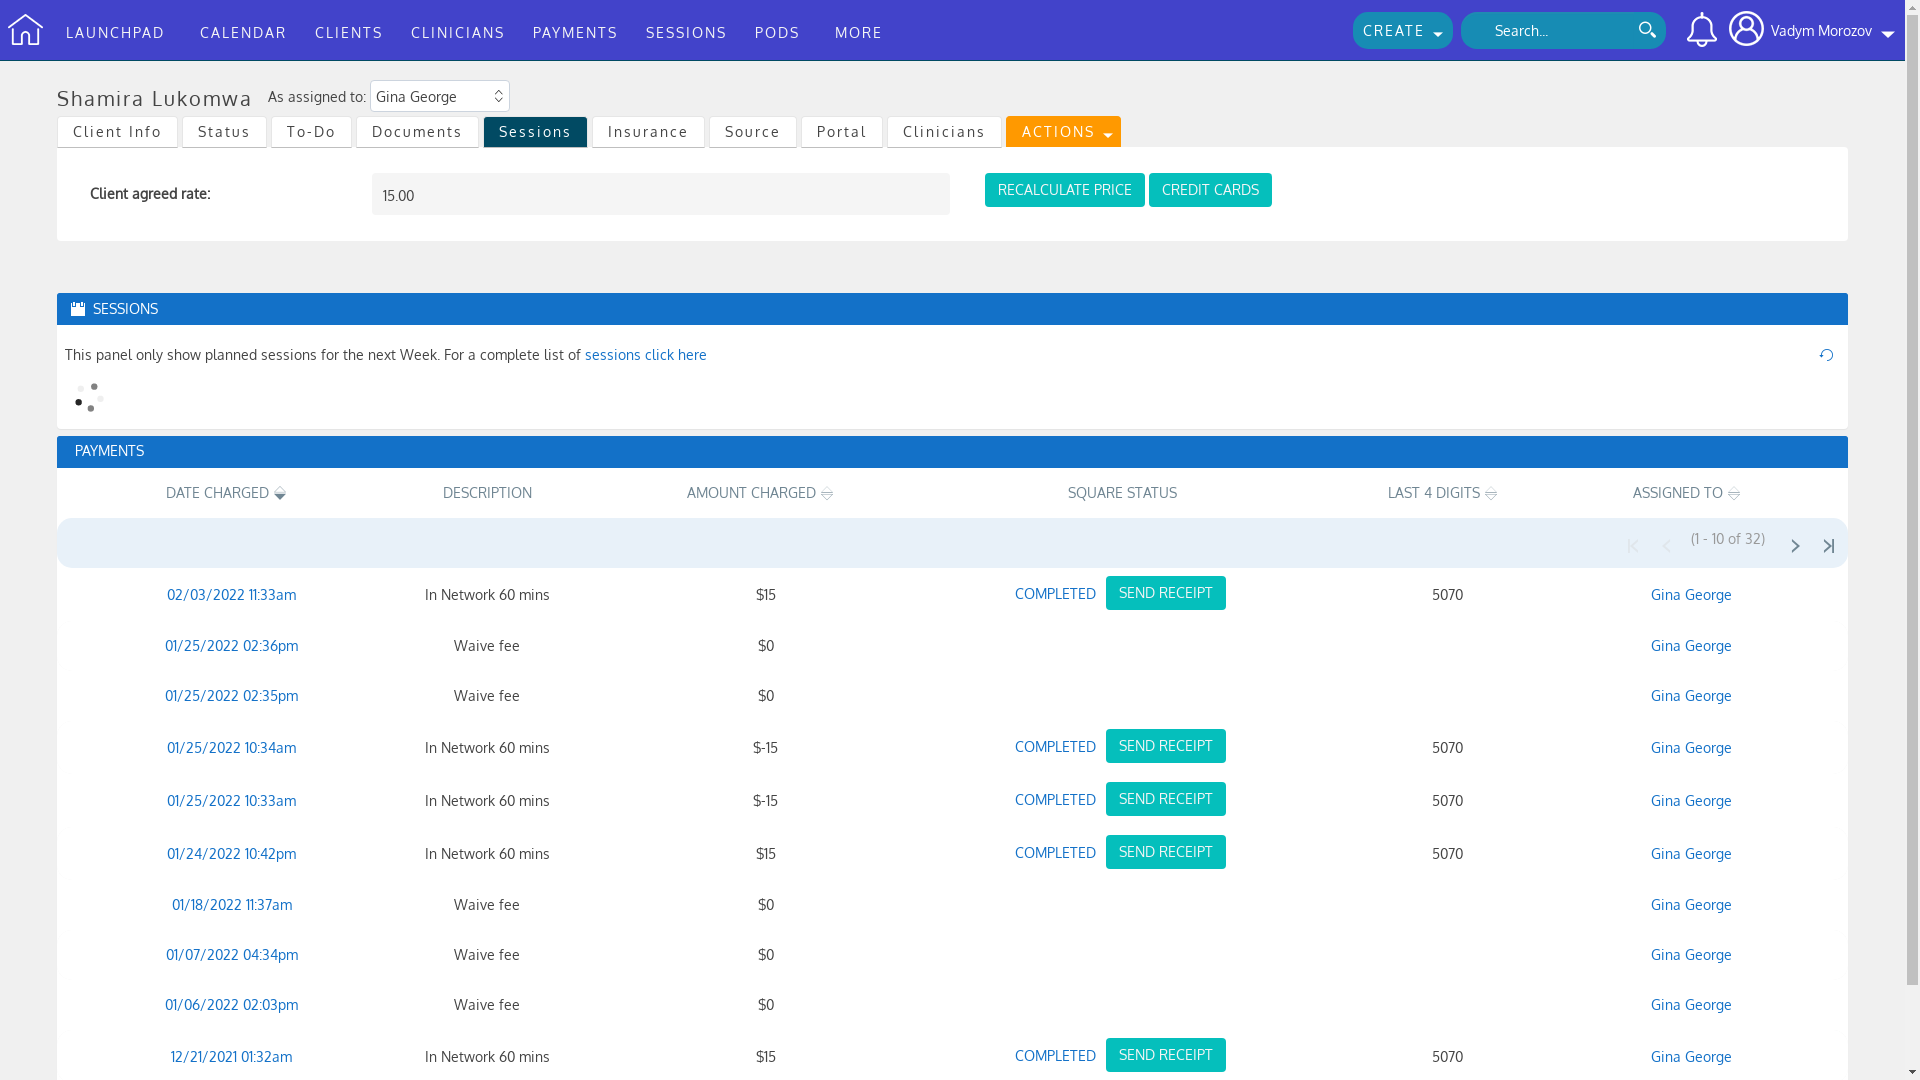 LAUNCHPAD CALENDAR CLIENTS CLINICIANS PAYMENTS SESSIONS PODS MORE CREATE Search... Vadym Morozov
Shamira Lukomwa As assigned to: Gina George
Client Info Status To-Do Documents Sessions Insurance Source Portal Clinicians ACTIONS
Client agreed rate: 15.00 RECALCULATE PRICE CREDIT CARDS
SESSIONS
This panel only show planned sessions for the next Week. For a complete list of sessions click here
PAYMENTS
DATE CHARGED DESCRIPTION AMOUNT CHARGED SQUARE STATUS LAST 4 DIGITS ASSIGNED TO
(1 - 10 of 32)
02/03/2022 11:33am In Network 60 mins $15 COMPLETED SEND RECEIPT 5070 Gina George
01/25/2022 02:36pm Waive fee $0 Gina George
01/25/2022 02:35pm Waive fee $0 Gina George
01/25/2022 10:34am In Network 60 mins $-15 COMPLETED SEND RECEIPT 5070 Gina George
01/25/2022 10:33am In Network 60 mins $-15 COMPLETED SEND RECEIPT 5070 Gina George
01/24/2022 10:42pm In Network 60 mins $15 COMPLETED SEND RECEIPT 5070 Gina George
01/18/2022 11:37am Waive fee $0 Gina George
01/07/2022 04:34pm Waive fee $0 Gina George
01/06/2022 02:03pm Waive fee $0 Gina George
12/21/2021 01:32am In Network 60 mins $15 COMPLETED SEND RECEIPT 5070 Gina George